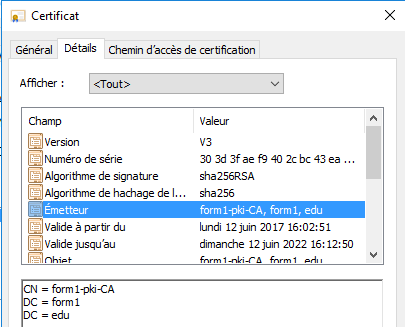 Certificat
Général Détails Chemin d'accès de certification
Afficher : <Tout>
Champ Valeur
Version V3
Numéro de série 30 3d 3f ae f9 40 2c bc 43 ea ...
Algorithme de signature sha256RSA
Algorithme de hachage de l... sha256
Émetteur form1-pki-CA, form1, edu
Valide à partir du lundi 12 juin 2017 16:02:51
Valide jusqu'au dimanche 12 juin 2022 16:12:50
Objet form1-pki-CA, form1, edu
CN = form1-pki-CA
DC = form1
DC = edu